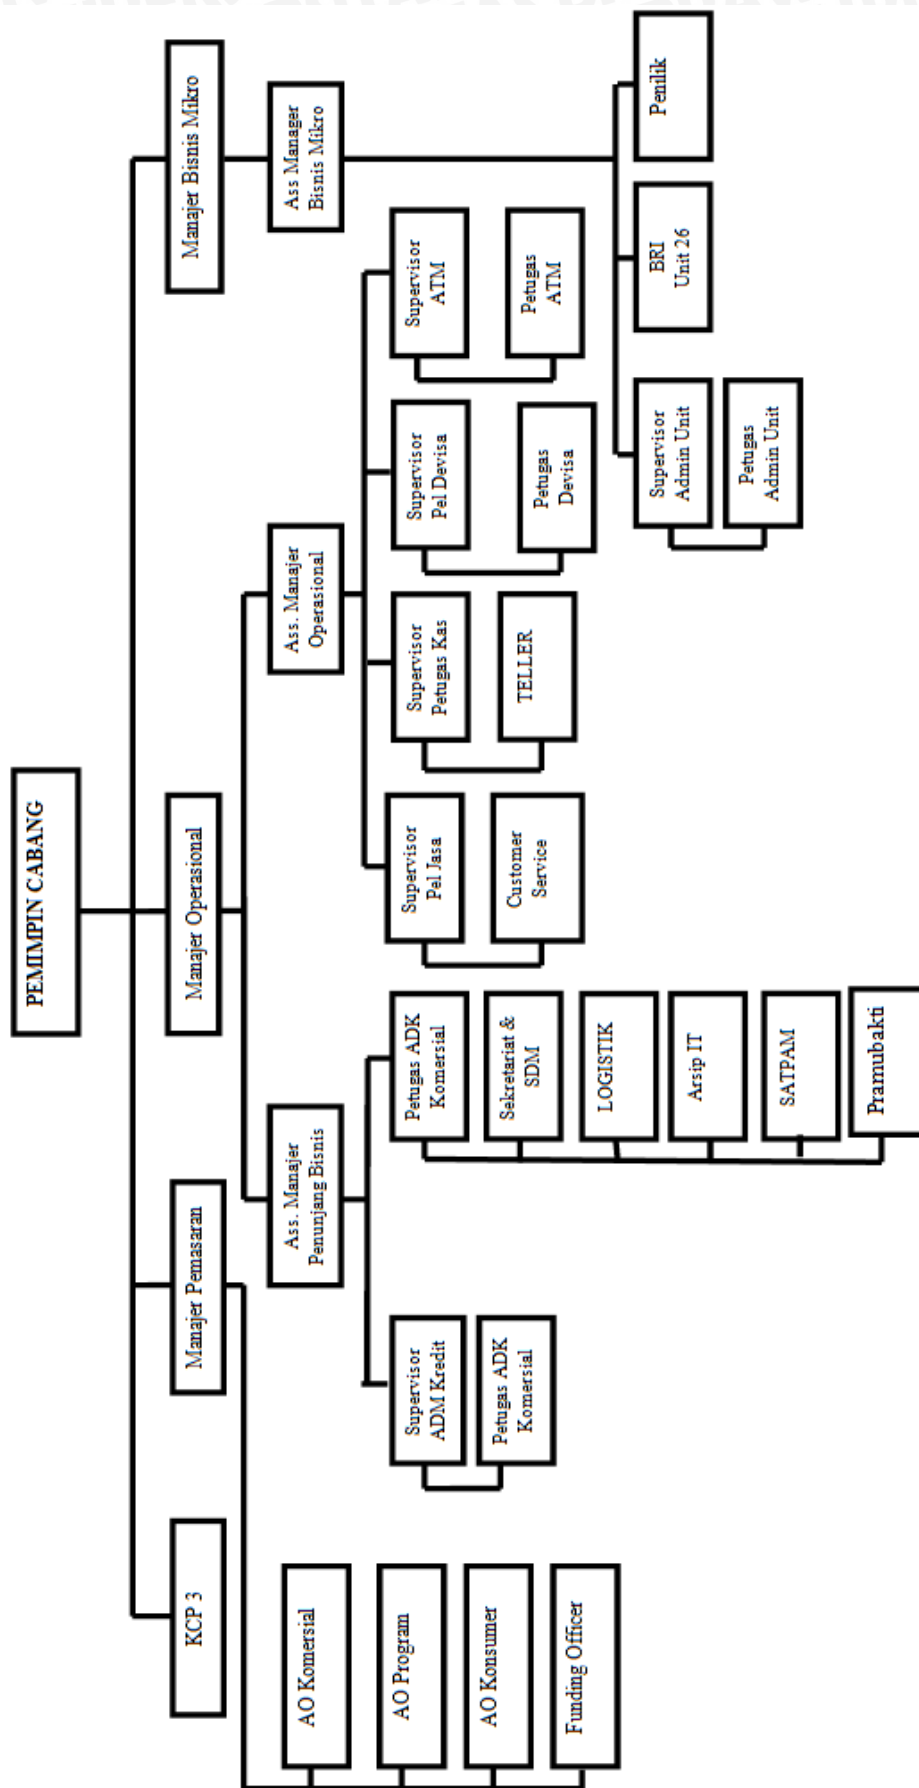 PEMIMPIN CABANG
KCP 3
Manajer Pemasaran
Manajer Operasional
Manajer Bisnis Mikro
AO Komersial
AO Program
AO Konsumer
Funding Officer
Ass. Manajer
Penunjang Bisnis
Ass. Manajer
Operasional
Ass Manager
Bisnis Mikro
Supervisor
ADM Kredit
Petugas ADK
Komersial
Petugas ADK
Komersial
Sekretariat &
SDM
LOGISTIK
Arsip IT
SATPAM
Pramubakti
Supervisor
Pel Jasa
Customer
Service
Supervisor
Petugas Kas
TELLER
Supervisor
Pel Devisa
Petugas
Devisa
Supervisor
ATM
Petugas
ATM
Supervisor
Admin Unit
Petugas
Admin Unit
BRI
Unit 26
Penilik